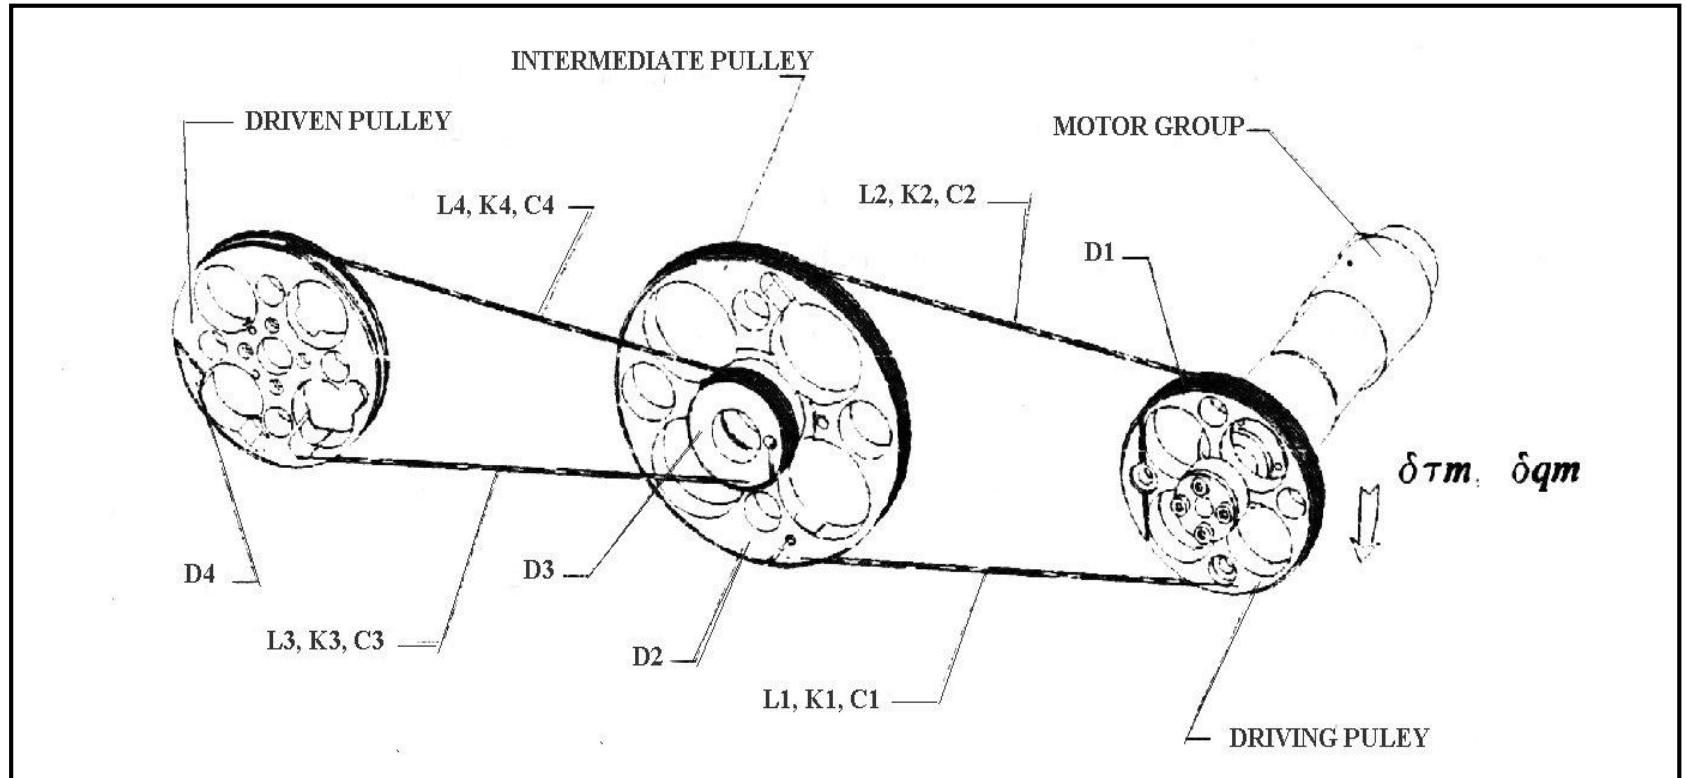 INTERMEDIATE PULLEY
DRIVEN PULLEY
MOTOR GROUP
L4, K4, C4
L2, K2, C2
D1
δτm, δqm
D4
D3
L3, K3, C3
D2
L1, K1, C1
DRIVING PULEY